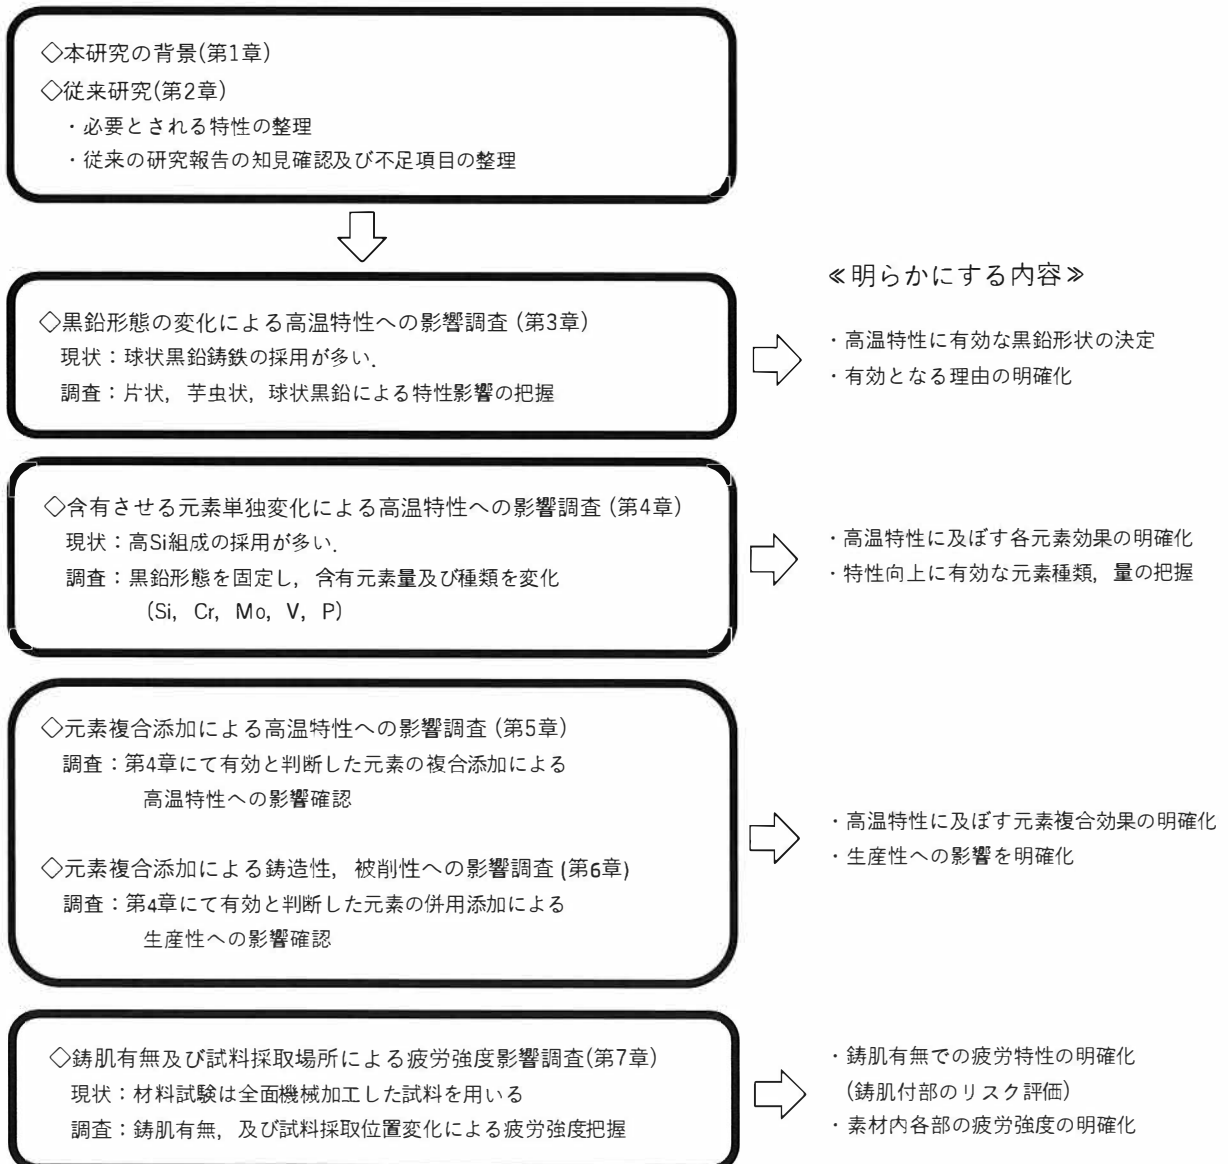 ◇本研究の背景(第1章)
◇従来研究(第2章)
・必要とされる特性の整理
・従来の研究報告の知見確認及び不足項目の整理
≪明らかにする内容≫
◇黒鉛形態の変化による高温特性への影響調査(第3章)
現状：球状黒鉛鋳鉄の採用が多い.
調査：片状，芋虫状，球状黒鉛による特性影響の把握
・高温特性に有効な黒鉛形状の決定
・有効となる理由の明確化
◇含有させる元素単独変化による高温特性への影響調査(第4章)
現状：高Si組成の採用が多い.
調査：黒鉛形態を固定し，含有元素量及び種類を変化
(Si，Cr，Mo，V，P)
・高温特性に及ぼす各元素効果の明確化
・特性向上に有効な元素種類，量の把握
◇元素複合添加による高温特性への影響調査(第5章)
調査：第4章にて有効と判断した元素の複合添加による
高温特性への影響確認
◇元素複合添加による鋳造性，被削性への影響調査(第6章)
調査：第4章にて有効と判断した元素の併用添加による
生産性への影響確認
・高温特性に及ぼす元素複合効果の明確化
・生産性への影響を明確化
◇鋳肌有無及び試料採取場所による疲労強度影響調査(第7章)
現状：材料試験は全面機械加工した試料を用いる
調査：鋳肌有無，及び試料採取位置変化による疲労強度把握
・鋳肌有無での疲労特性の明確化
(鋳肌付部のリスク評価)
・素材内各部の疲労強度の明確化